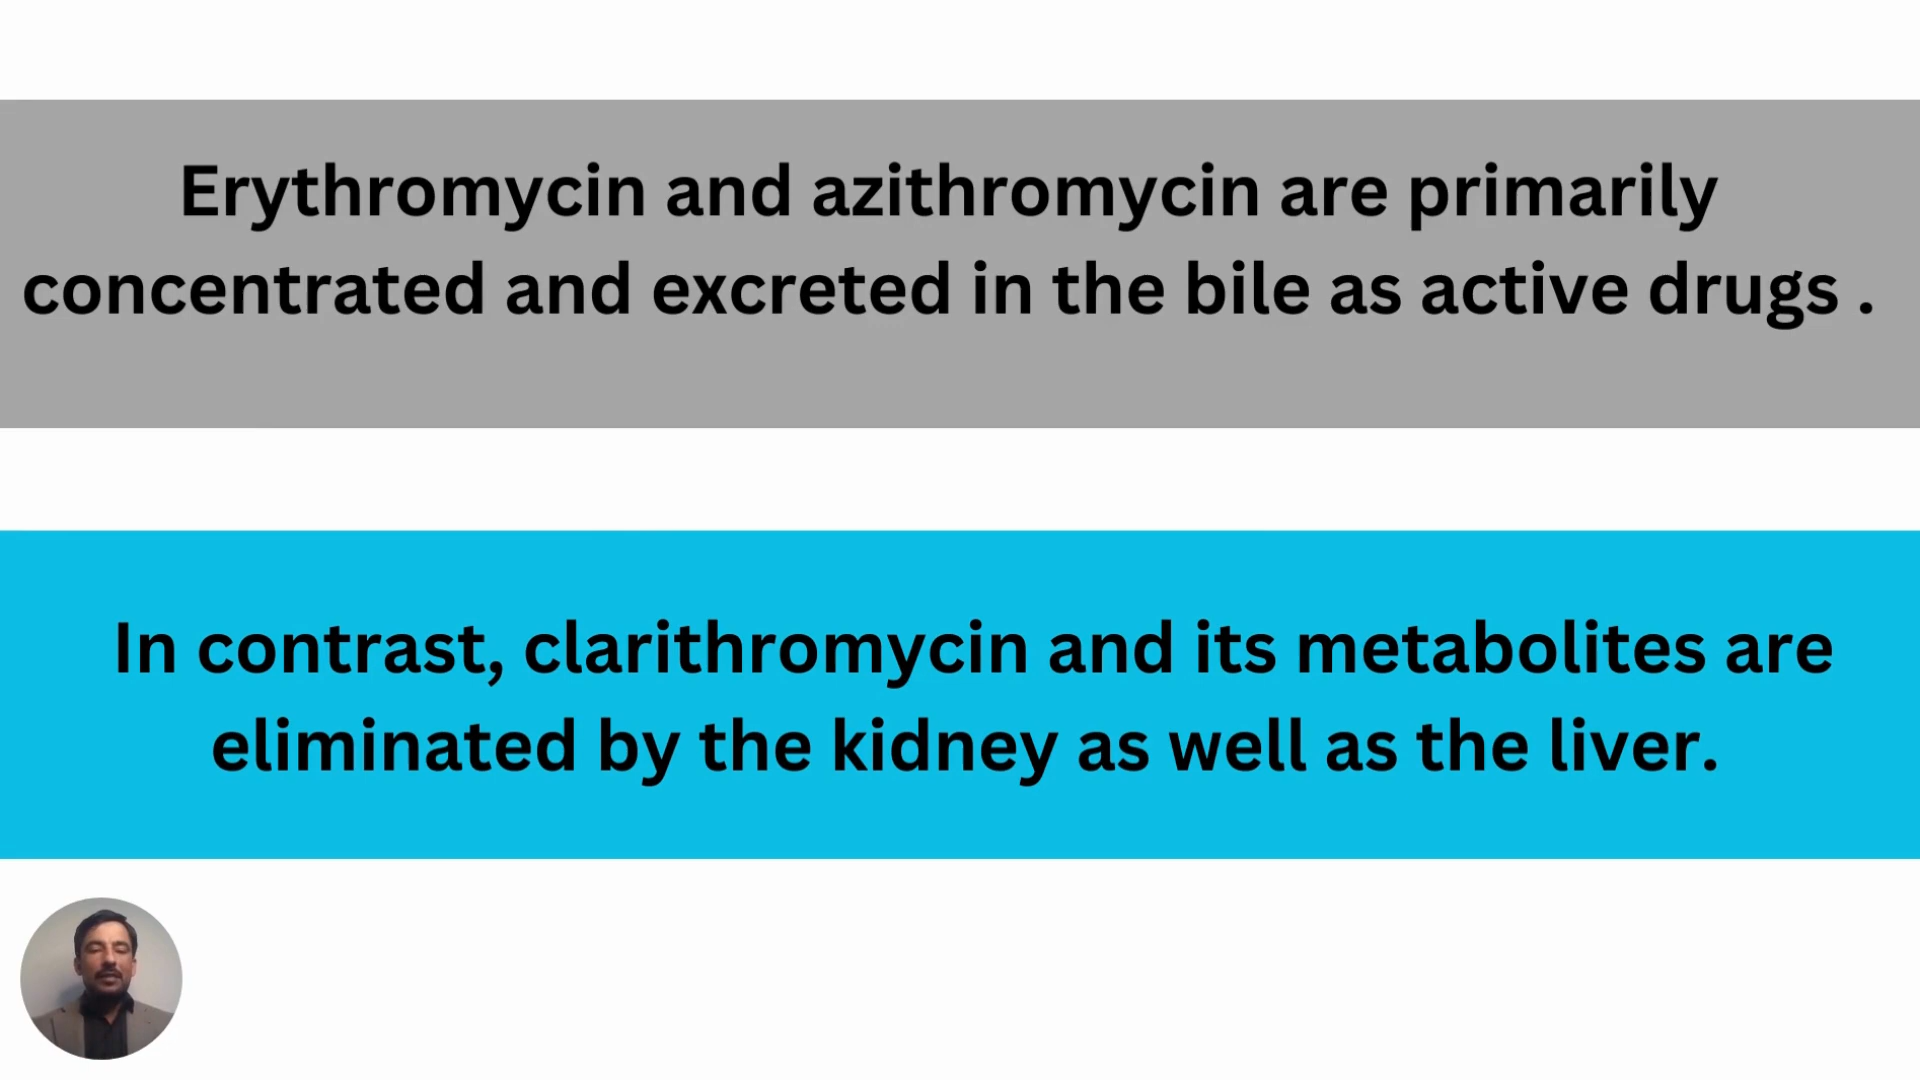 Erythromycin and azithromycin are primarily
concentrated and excreted in the bile as active drugs .
In contrast, clarithromycin and its metabolites are
eliminated by the kidney as well as the liver.